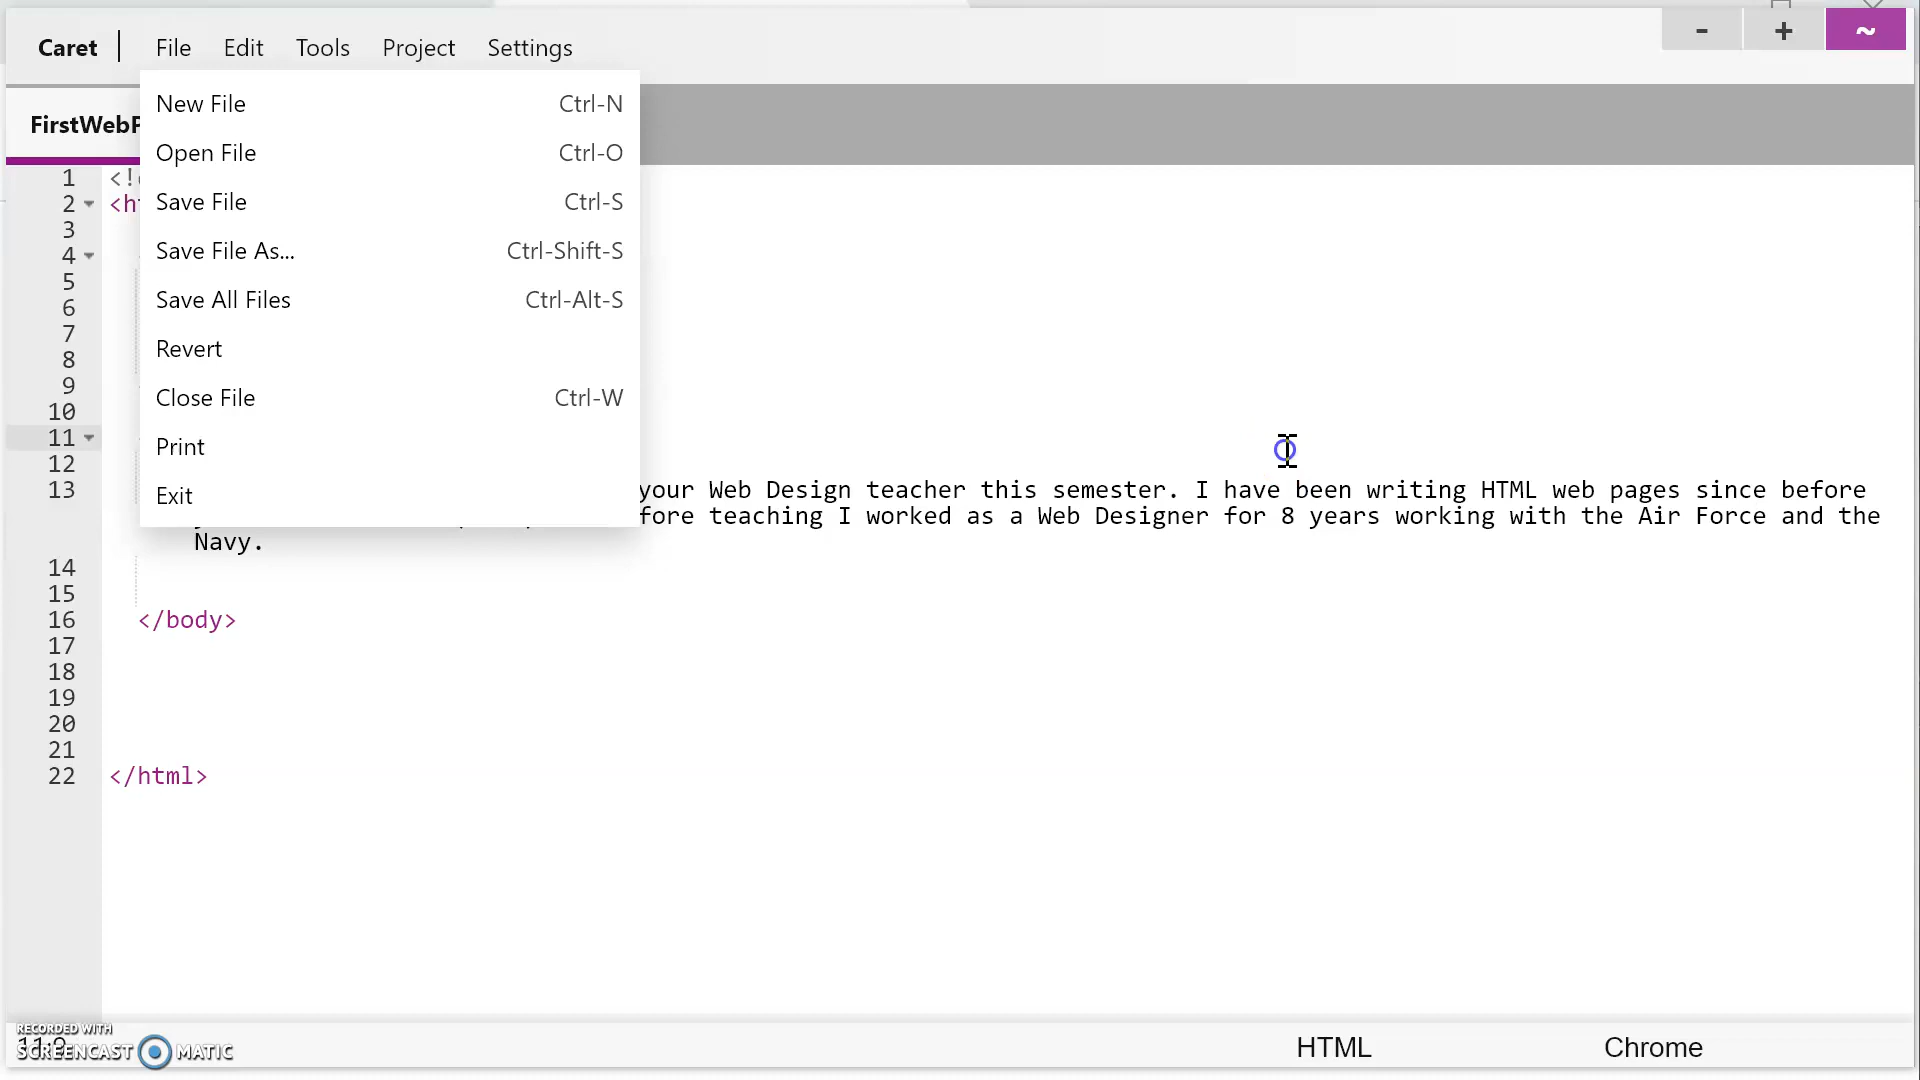 Caret File Edit Tools Project Settings - + ~
New File Ctrl-N
FirstWebP
Open File Ctrl-O
Save File Ctrl-S
Save File As... Ctrl-Shift-S
Save All Files Ctrl-Alt-S
Revert
Close File Ctrl-W
Print
Exit
1 <!
2 <h
3
4
5
6
7
8
9
10
11
12
13 your Web Design teacher this semester. I have been writing HTML web pages since before
fore teaching I worked as a Web Designer for 8 years working with the Air Force and the
Navy.
14
15
16 </body>
17
18
19
20
21
22 </html>
RECORDED WITH
SCREENCAST MATIC
HTML Chrome